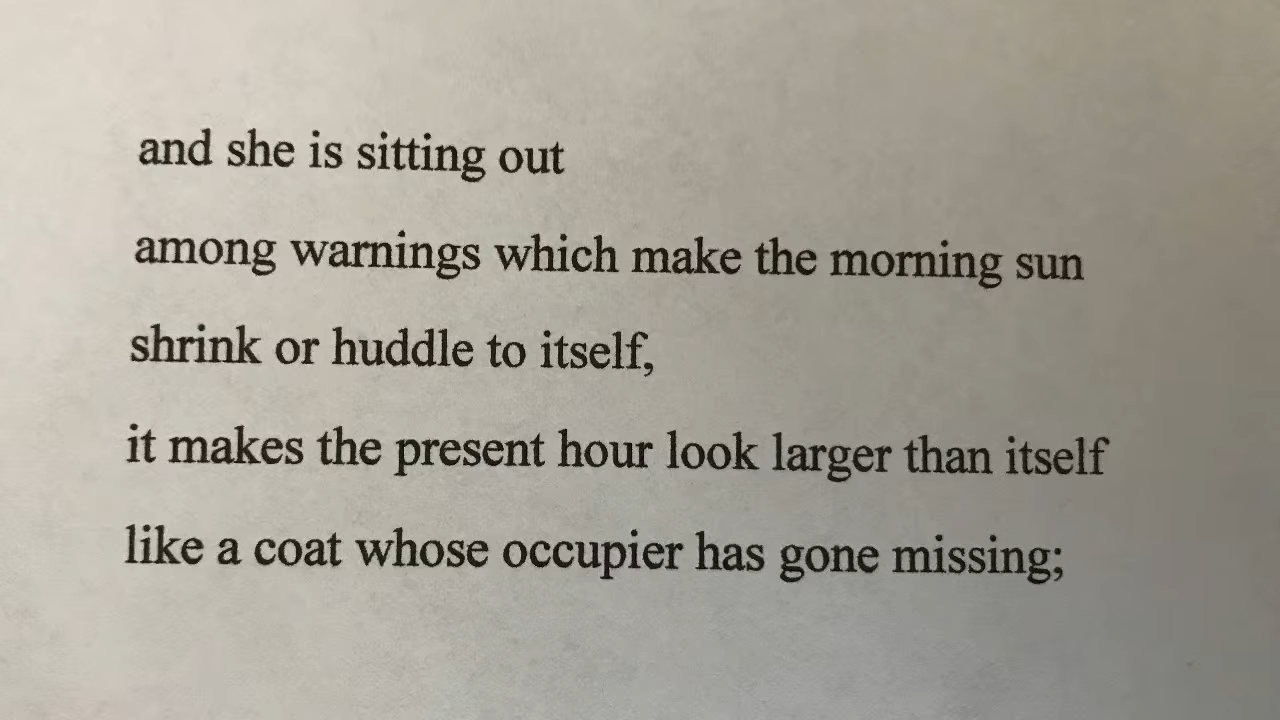 and she is sitting out
among warnings which make the morning sun
shrink or huddle to itself,
it makes the present hour look larger than itself
like a coat whose occupier has gone missing;